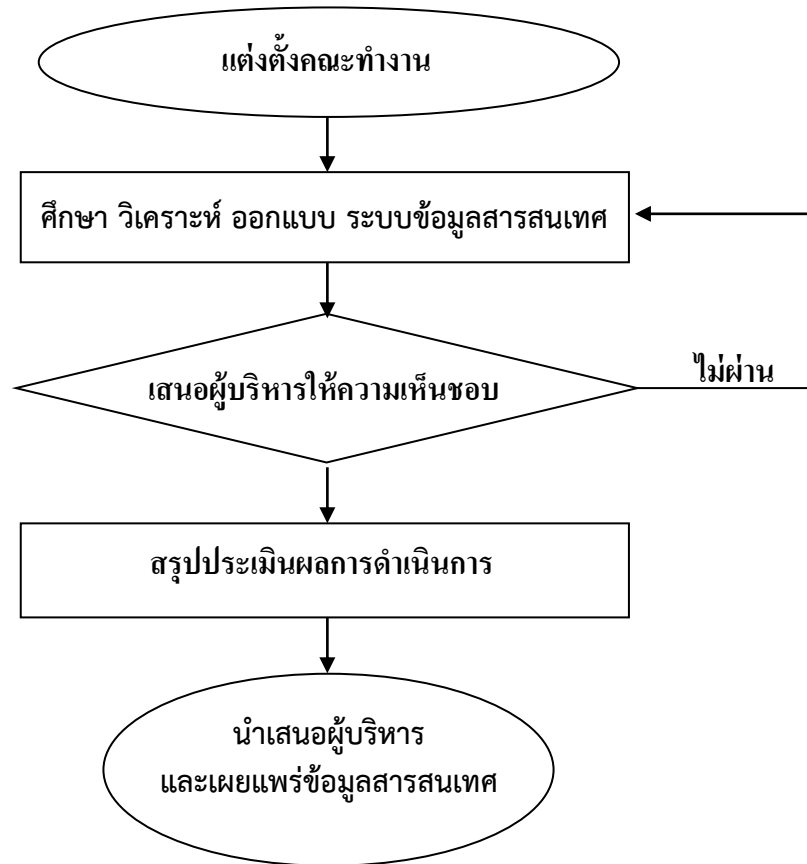 แต่งตั้งคณะทำงาน
ศึกษา วิเคราะห์ ออกแบบ ระบบข้อมูลสารสนเทศ
เสนอผู้บริหารให้ความเห็นชอบ
ไม่ผ่าน
สรุปประเมินผลการดำเนินการ
นำเสนอผู้บริหาร
และเผยแพร่ข้อมูลสารสนเทศ